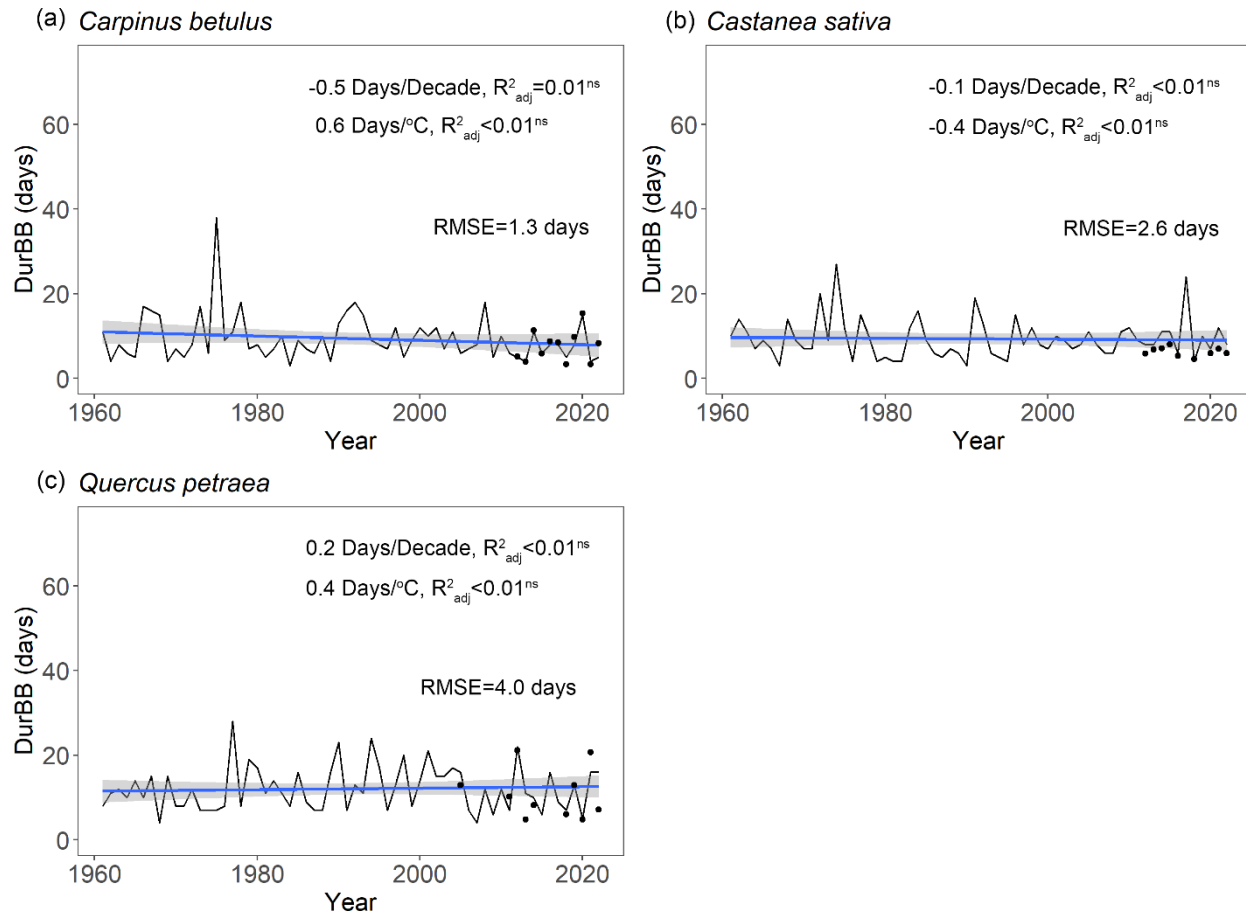 (a) Carpinus betulus
-0.5 Days/Decade, R²adj=0.01ns
0.6 Days/°C, R²adj<0.01ns
RMSE=1.3 days
DurBB (days)
60
40
20
0
1960 1980 2000 2020
Year
(b) Castanea sativa
-0.1 Days/Decade, R²adj<0.01ns
-0.4 Days/°C, R²adj<0.01ns
RMSE=2.6 days
DurBB (days)
60
40
20
0
1960 1980 2000 2020
Year
(c) Quercus petraea
0.2 Days/Decade, R²adj<0.01ns
0.4 Days/°C, R²adj<0.01ns
RMSE=4.0 days
DurBB (days)
60
40
20
0
1960 1980 2000 2020
Year